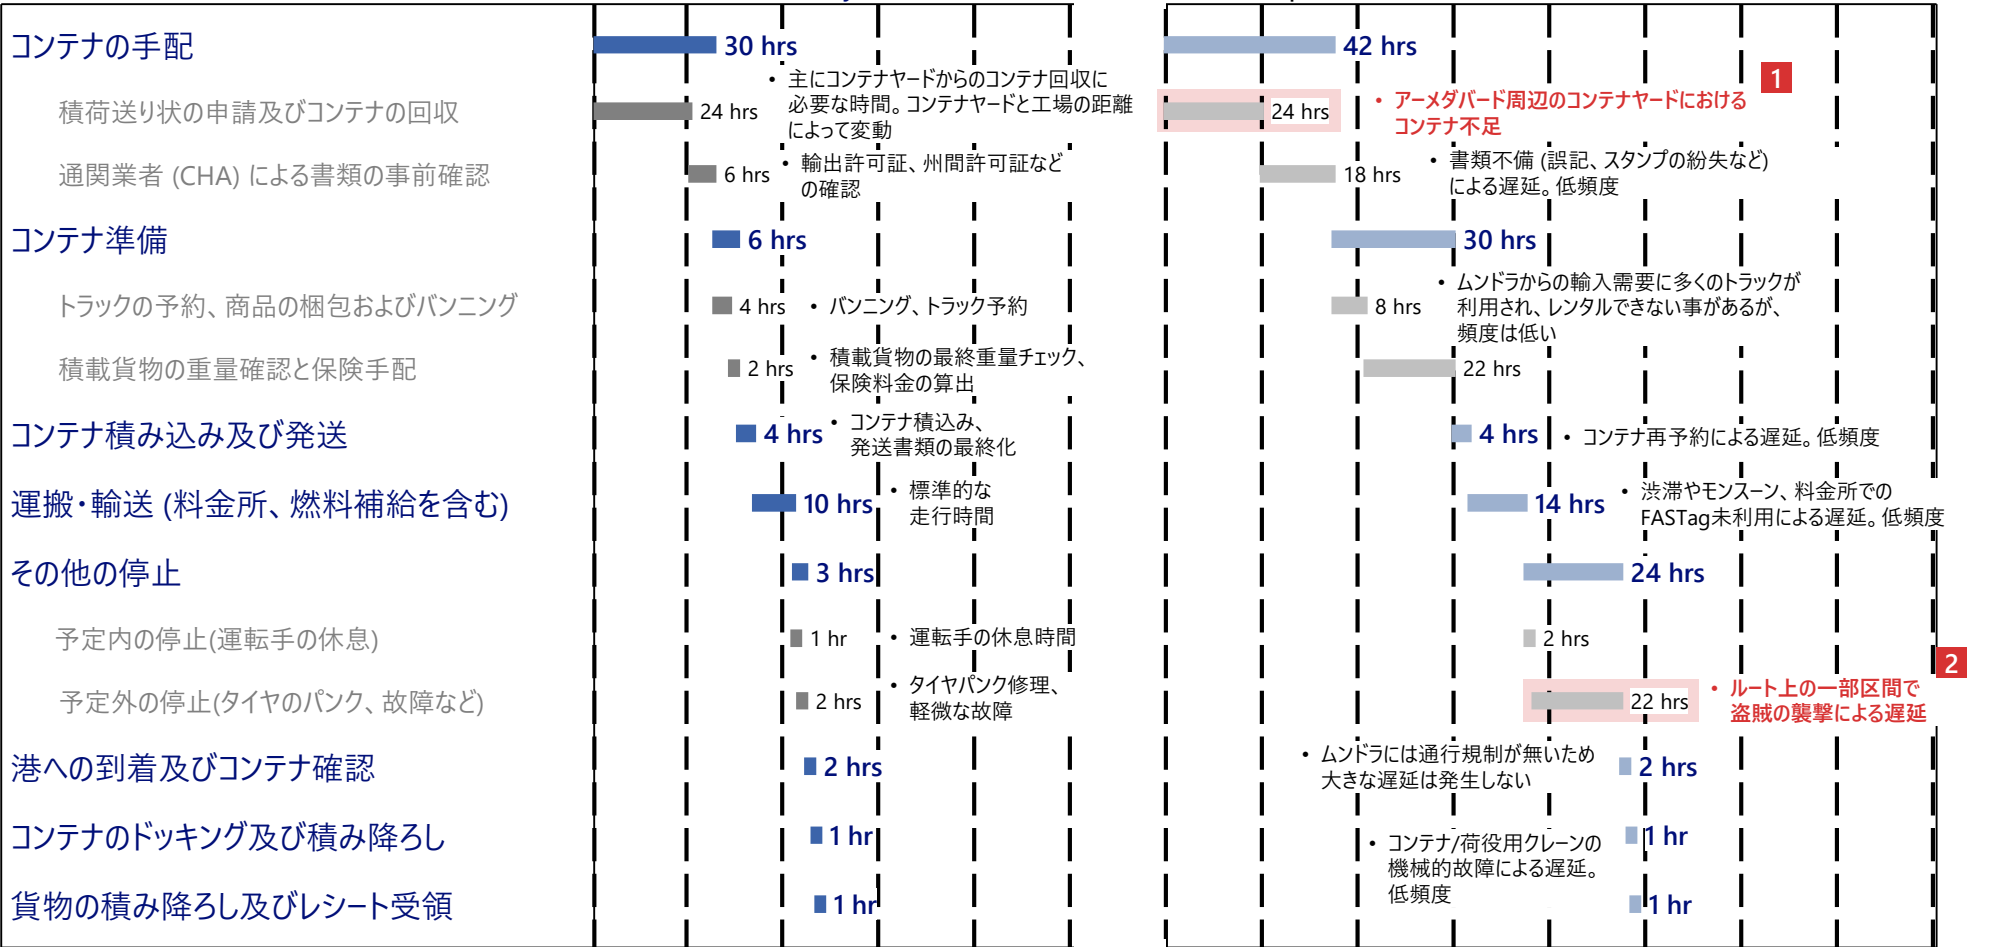 コンテナの手配
30 hrs
42 hrs
1
積荷送り状の申請及びコンテナの回収
24 hrs
• 主にコンテナヤードからのコンテナ回収に
必要な時間。コンテナヤードと工場の距離
によって変動
24 hrs
• アーメダバード周辺のコンテナヤードにおける
コンテナ不足
通関業者 (CHA) による書類の事前確認
6 hrs
• 輸出許可証、州間許可証など
の確認
18 hrs
• 書類不備 (誤記、スタンプの紛失など)
による遅延。低頻度
コンテナ準備
6 hrs
30 hrs
トラックの予約、商品の梱包およびバンニング
4 hrs
• バンニング、トラック予約
8 hrs
• ムンドラからの輸入需要に多くのトラックが
利用され、レンタルできない事があるが、
頻度は低い
積載貨物の重量確認と保険手配
2 hrs
• 積載貨物の最終重量チェック、
保険料金の算出
22 hrs
コンテナ積み込み及び発送
4 hrs
• コンテナ積込み、
発送書類の最終化
4 hrs
• コンテナ再予約による遅延。低頻度
運搬・輸送 (料金所、燃料補給を含む)
10 hrs
• 標準的な
走行時間
14 hrs
• 渋滞やモンスーン、料金所での
FASTag未利用による遅延。低頻度
その他の停止
3 hrs
24 hrs
予定内の停止(運転手の休息)
1 hr
• 運転手の休息時間
2 hrs
2
予定外の停止(タイヤのパンク、故障など)
2 hrs
• タイヤパンク修理、
軽微な故障
22 hrs
• ルート上の一部区間で
盗賊の襲撃による遅延
港への到着及びコンテナ確認
2 hrs
• ムンドラには通行規制が無いため
大きな遅延は発生しない
2 hrs
コンテナのドッキング及び積み降ろし
1 hr
• コンテナ/荷役用クレーンの
機械的故障による遅延。
低頻度
1 hr
貨物の積み降ろし及びレシート受領
1 hr
1 hr